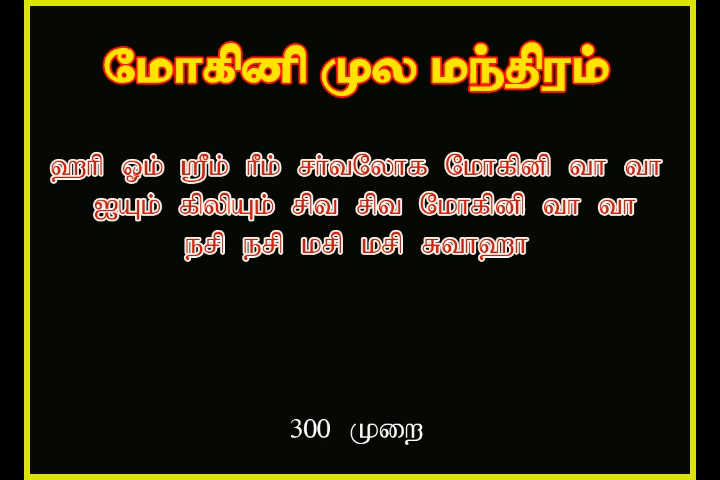 மோகினி முல மந்திரம்
ஹரி ஓம் ஸ்ரீம் ரீம் சர்வலோக மோகினி வா வா
ஐயும் கிலியும் சிவ சிவ மோகினி வா வா
நசி நசி மசி மசி சுவாஹா
300 முறை